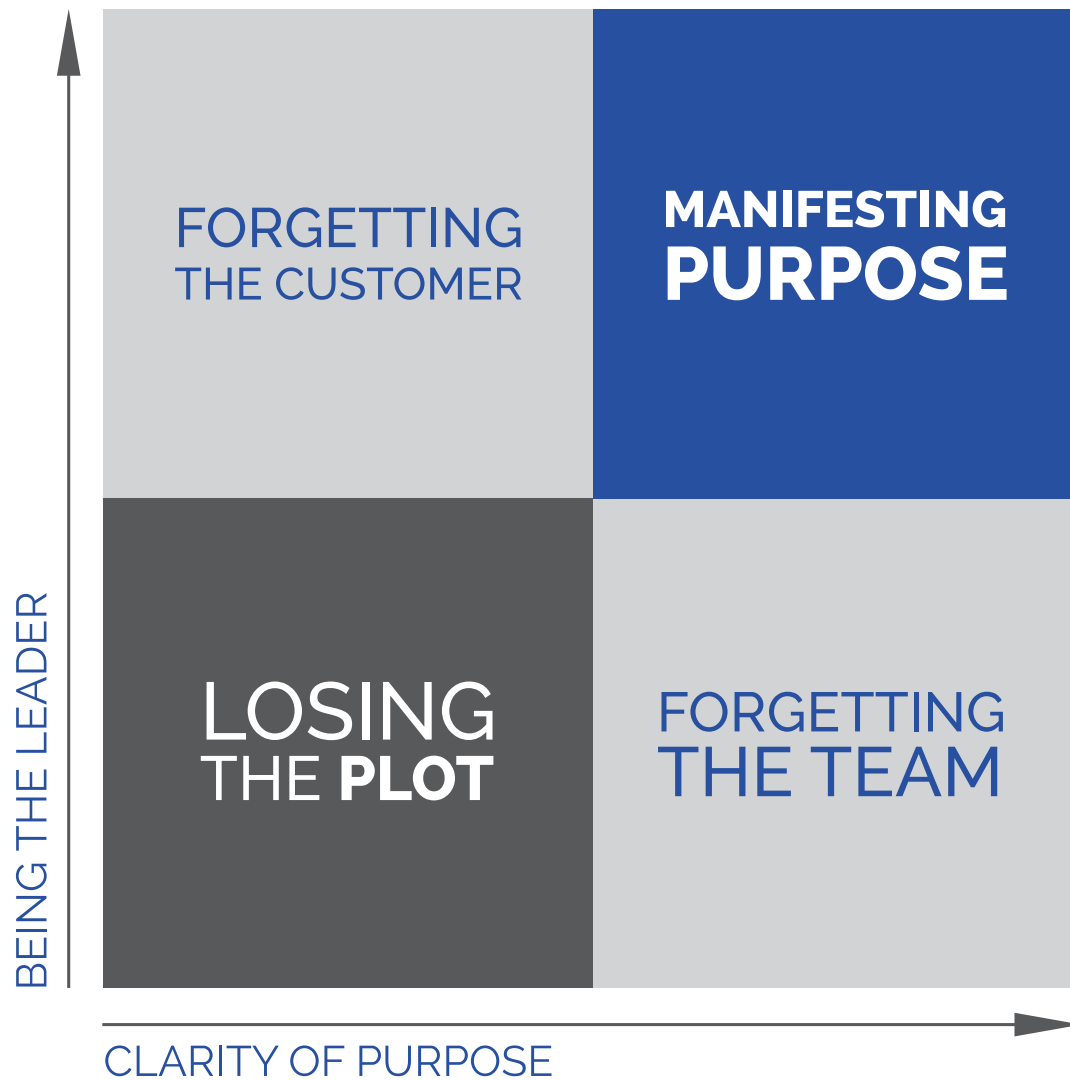 FORGETTING
THE CUSTOMER
MANIFESTING
PURPOSE
LOSING
THE PLOT
FORGETTING
THE TEAM
BEING THE LEADER
CLARITY OF PURPOSE